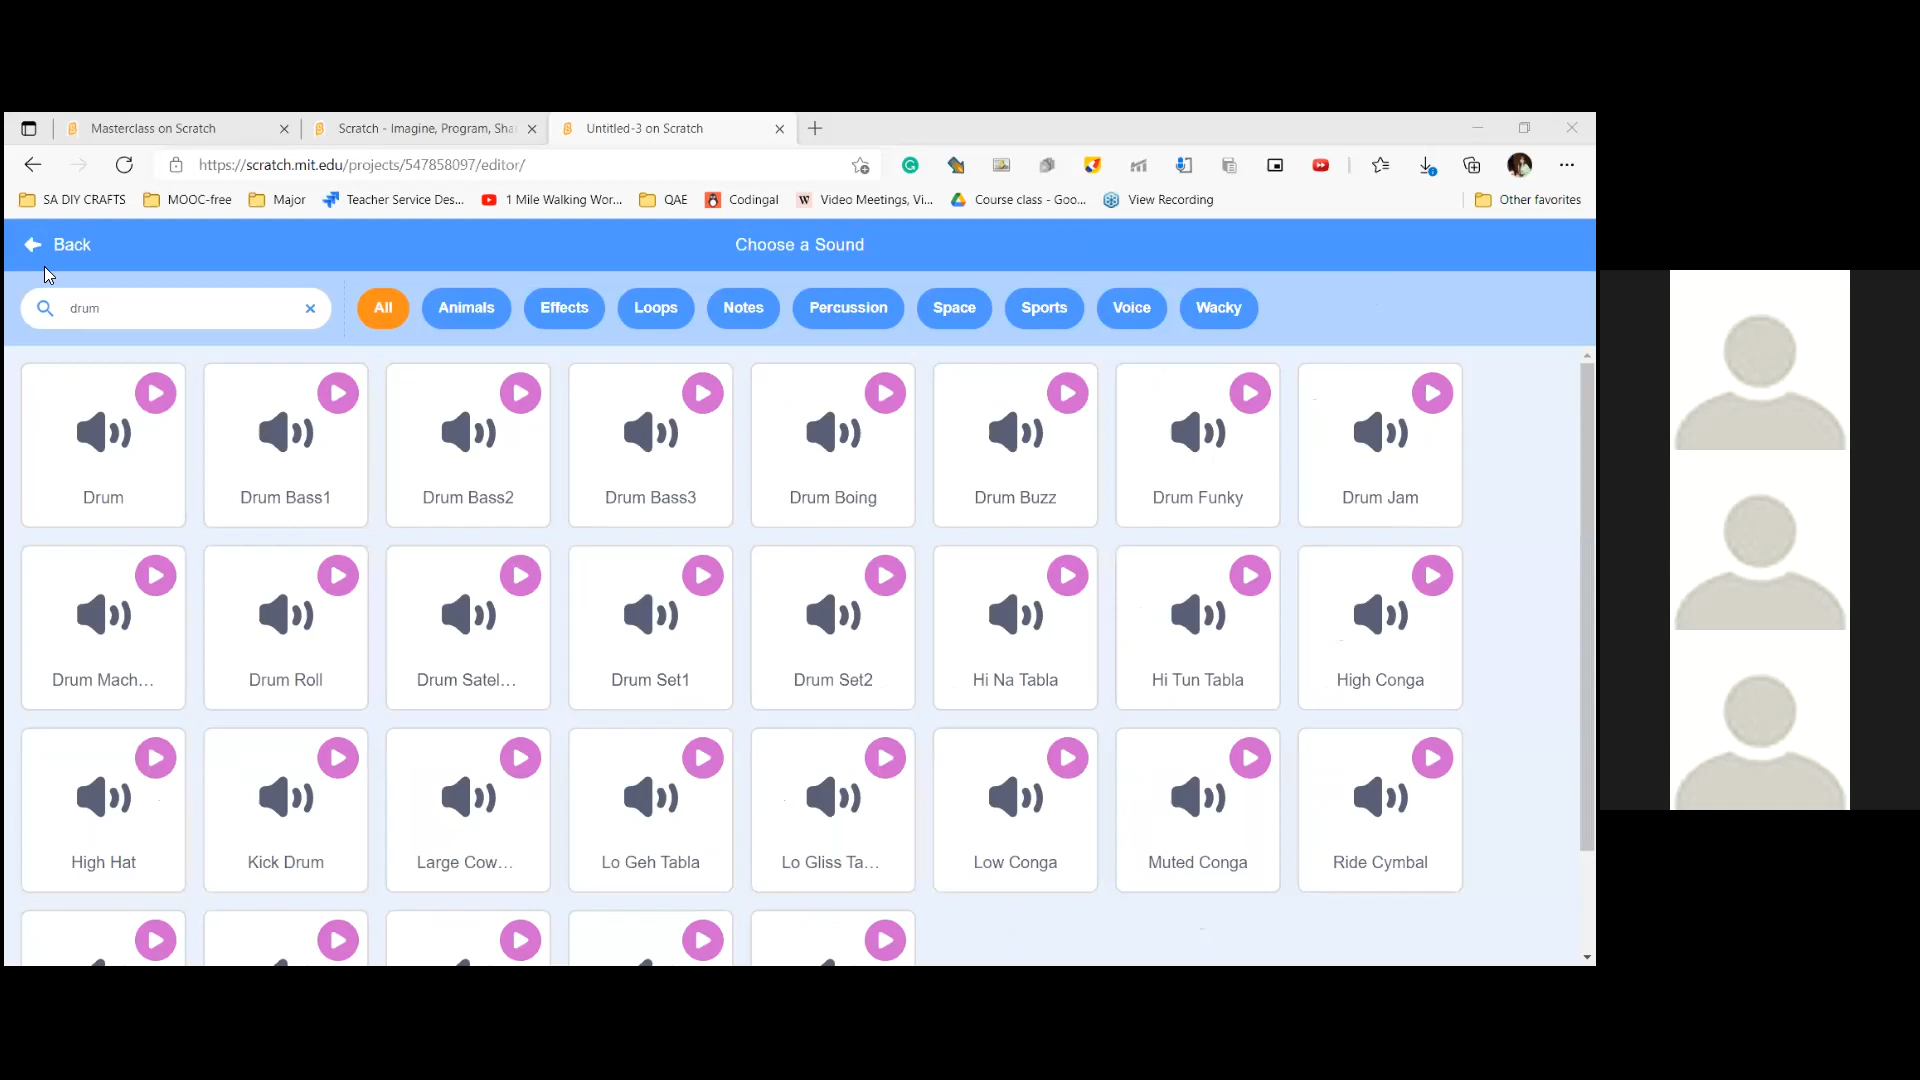 Masterclass on Scratch
Scratch - Imagine, Program, Sha
Untitled-3 on Scratch
https://scratch.mit.edu/projects/547858097/editor/
SA DIY CRAFTS
MOOC-free
Major
Teacher Service Des...
1 Mile Walking Wor...
QAE
Codingal
Video Meetings, Vi...
Course class - Goo...
View Recording
Other favorites
Back
Choose a Sound
drum
All
Animals
Effects
Loops
Notes
Percussion
Space
Sports
Voice
Wacky
Drum
Drum Bass1
Drum Bass2
Drum Bass3
Drum Boing
Drum Buzz
Drum Funky
Drum Jam
Drum Mach...
Drum Roll
Drum Satel...
Drum Set1
Drum Set2
Hi Na Tabla
Hi Tun Tabla
High Conga
High Hat
Kick Drum
Large Cow...
Lo Geh Tabla
Lo Gliss Ta...
Low Conga
Muted Conga
Ride Cymbal